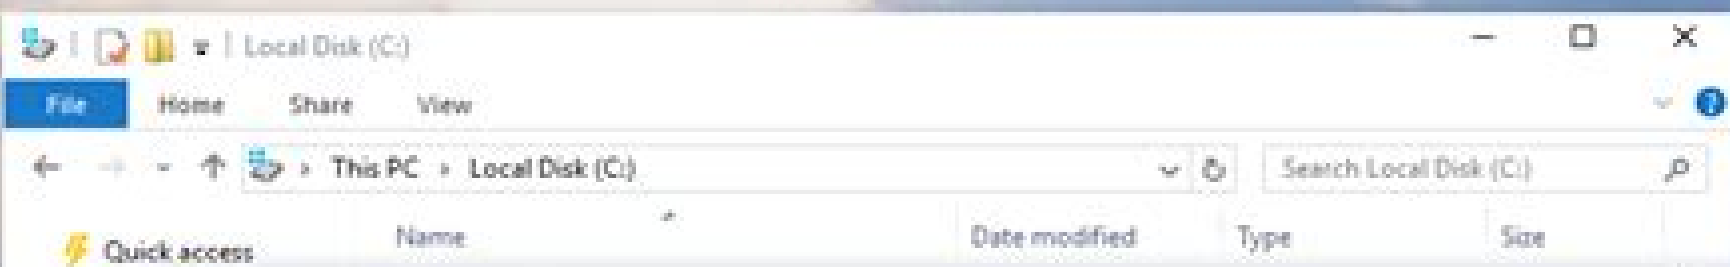 Local Disk (C:)
File Home Share View
This PC › Local Disk (C:) Search Local Disk (C:)
Quick access Name Date modified Type Size